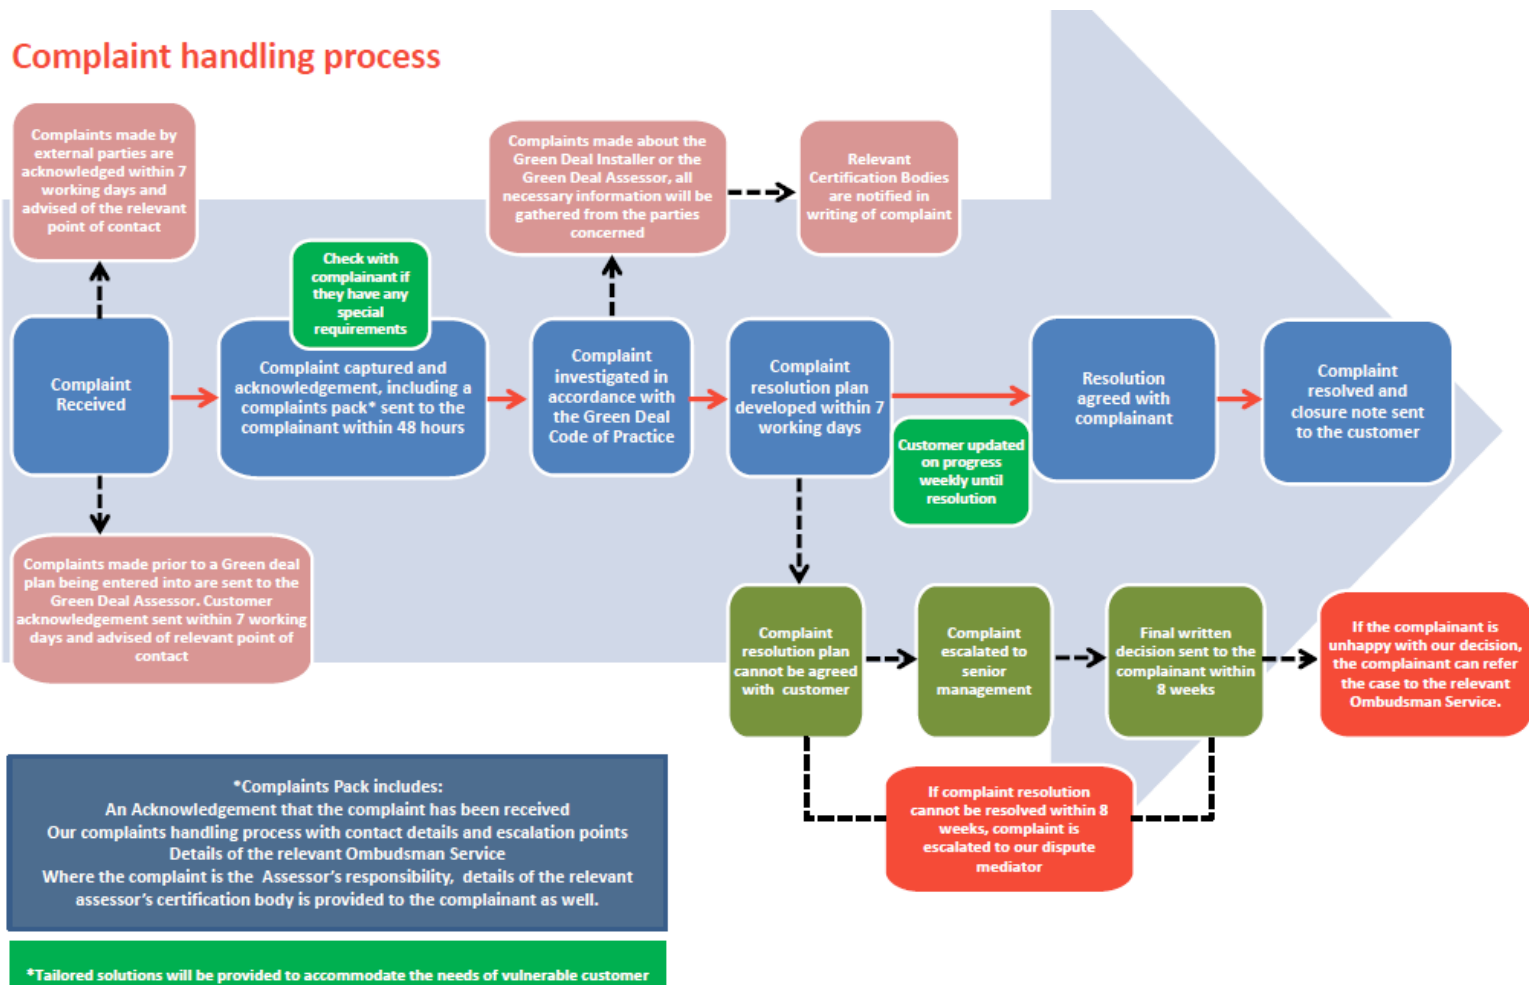 Complaint handling process
Complaints made by
external parties are
acknowledged within 7
working days and
advised of the relevant
point of contact
Complaints made about the
Green Deal Installer or the
Green Deal Assessor, all
necessary information will be
gathered from the parties
concerned
Relevant
Certification Bodies
are notified in
writing of complaint
Check with
complainant if
they have any
special
requirements
Complaint
Received
Complaint captured and
acknowledgement, including a
complaints pack* sent to the
complainant within 48 hours
Complaint
investigated in
accordance with
the Green Deal
Code of Practice
Complaint
resolution plan
developed within 7
working days
Customer updated
on progress
weekly until
resolution
Resolution
agreed with
complainant
Complaint
resolved and
closure note sent
to the customer
Complaints made prior to a Green deal
plan being entered into are sent to the
Green Deal Assessor. Customer
acknowledgement sent within 7 working
days and advised of relevant point of
contact
Complaint
resolution plan
cannot be agreed
with customer
Complaint
escalated to
senior
management
Final written
decision sent to the
complainant within
8 weeks
If the complainant is
unhappy with our decision,
the complainant can refer
the case to the relevant
Ombudsman Service.
If complaint resolution
cannot be resolved within 8
weeks, complaint is
escalated to our dispute
mediator
*Complaints Pack includes:
An Acknowledgement that the complaint has been received
Our complaints handling process with contact details and escalation points
Details of the relevant Ombudsman Service
Where the complaint is the Assessor's responsibility, details of the relevant
assessor's certification body is provided to the complainant as well.
*Tailored solutions will be provided to accommodate the needs of vulnerable customer